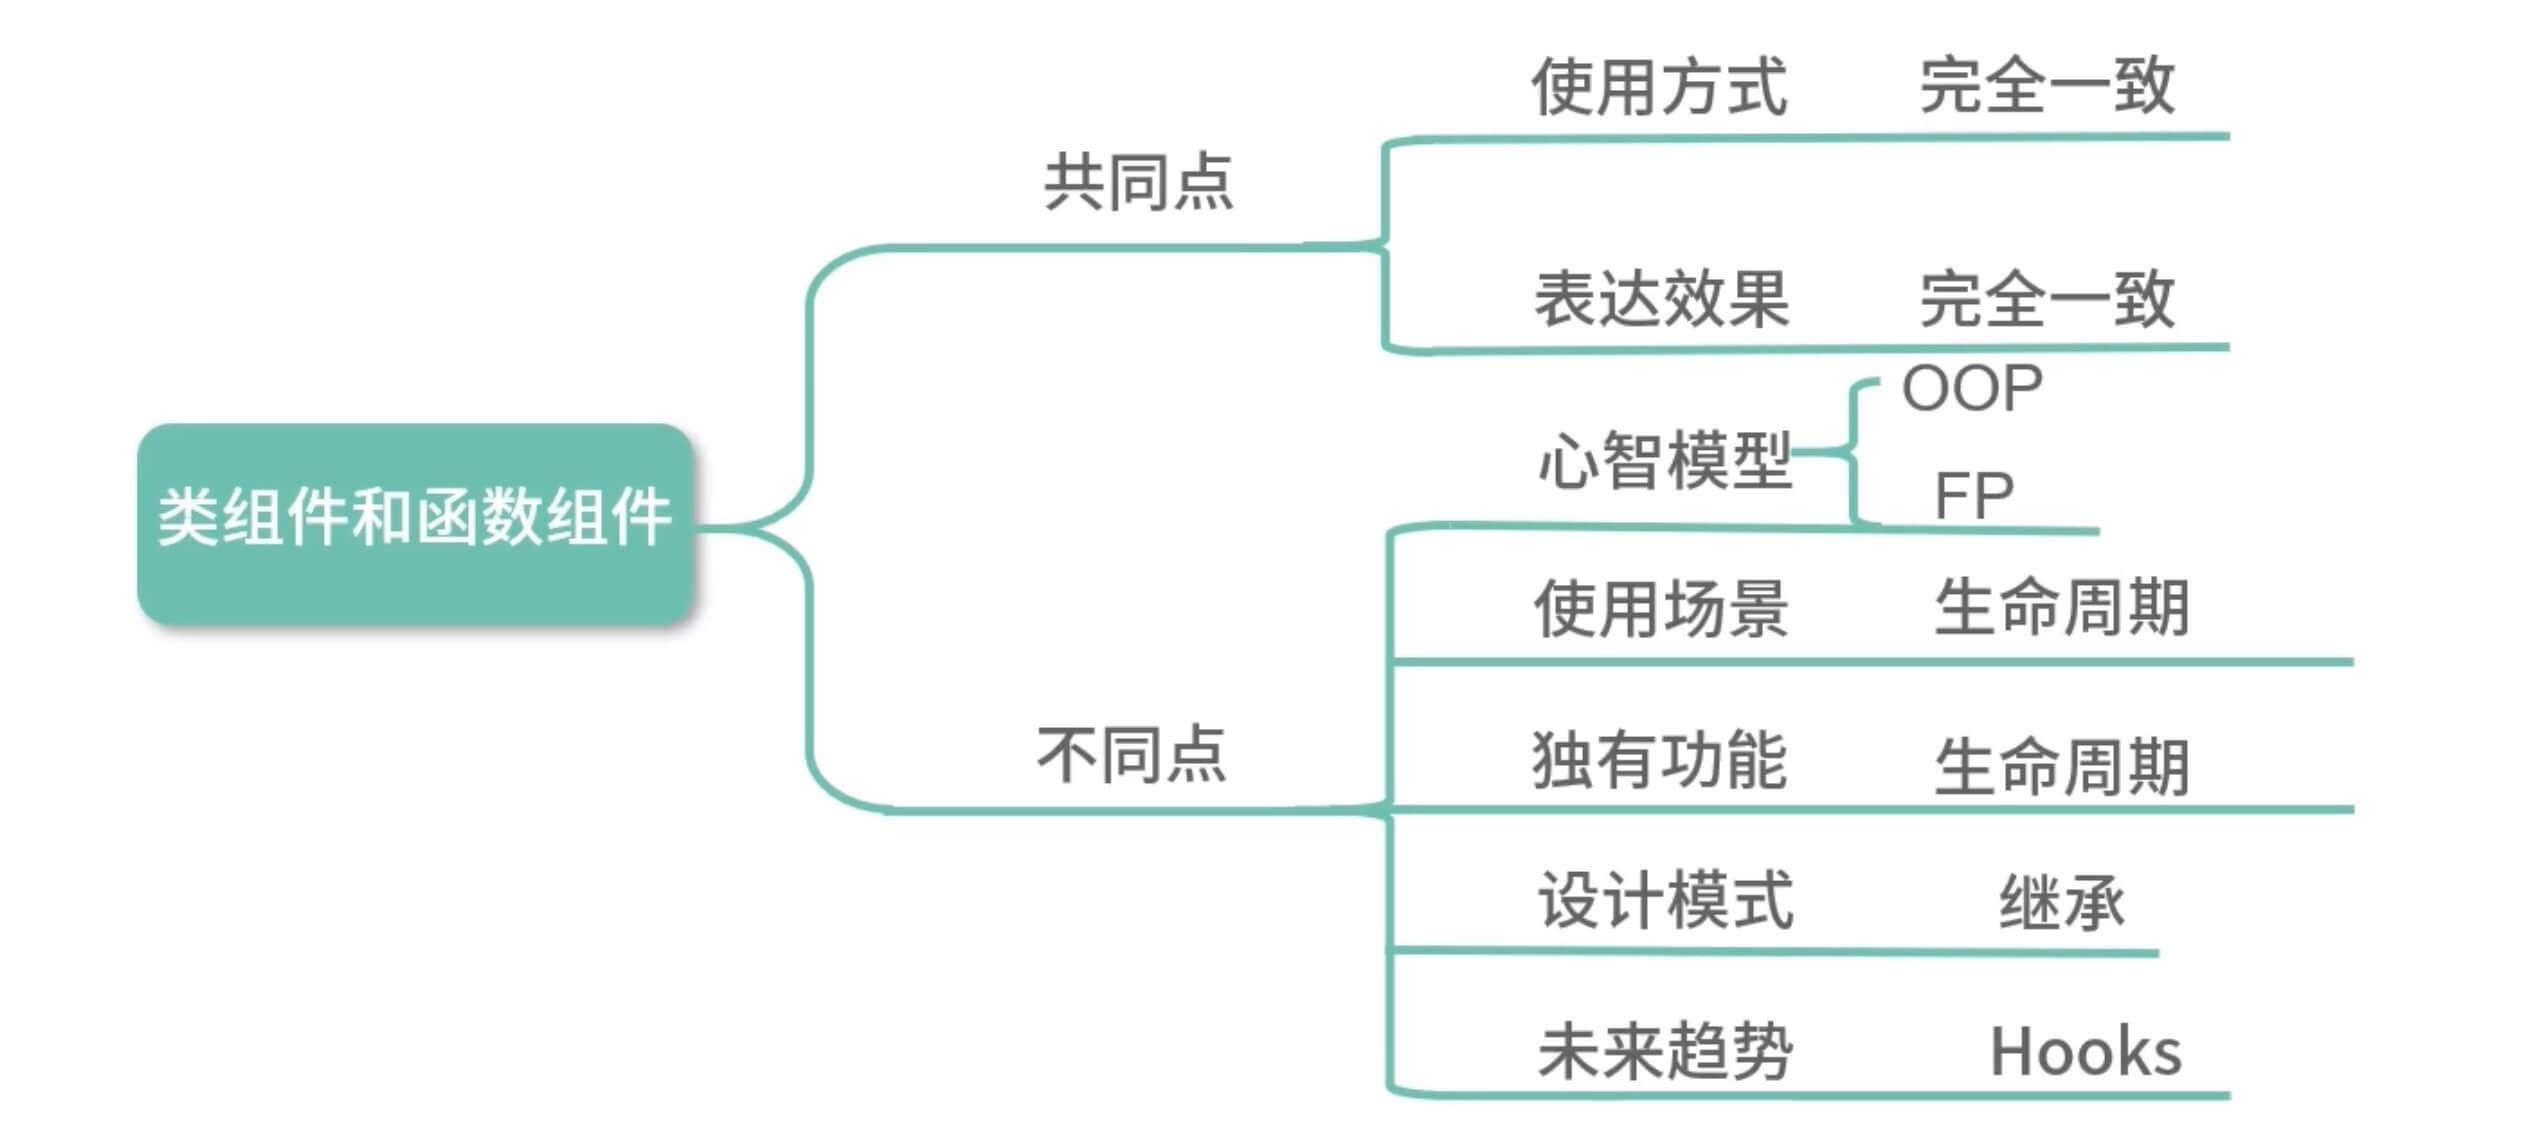 类组件和函数组件
共同点
使用方式 完全一致
表达效果 完全一致
不同点
心智模型
OOP
FP
使用场景 生命周期
独有功能 生命周期
设计模式 继承
未来趋势 Hooks